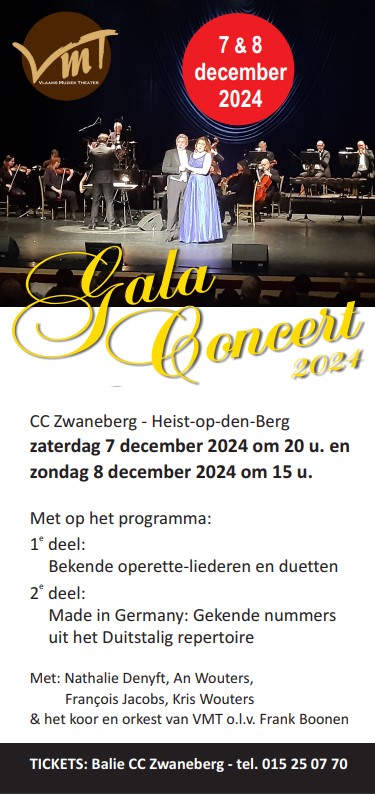 VMT
VLAAMS MUZIEK THEATER
7 & 8
december
2024
Gala
Concert
2024
CC Zwaneberg - Heist-op-den-Berg
zaterdag 7 december 2024 om 20 u. en
zondag 8 december 2024 om 15 u.
Met op het programma:
1e deel:
Bekende operette-liederen en duetten
2e deel:
Made in Germany: Gekende nummers
uit het Duitstalig repertoire
Met: Nathalie Denyft, An Wouters,
François Jacobs, Kris Wouters
& het koor en orkest van VMT o.l.v. Frank Boonen
TICKETS: Balie CC Zwaneberg - tel. 015 25 07 70